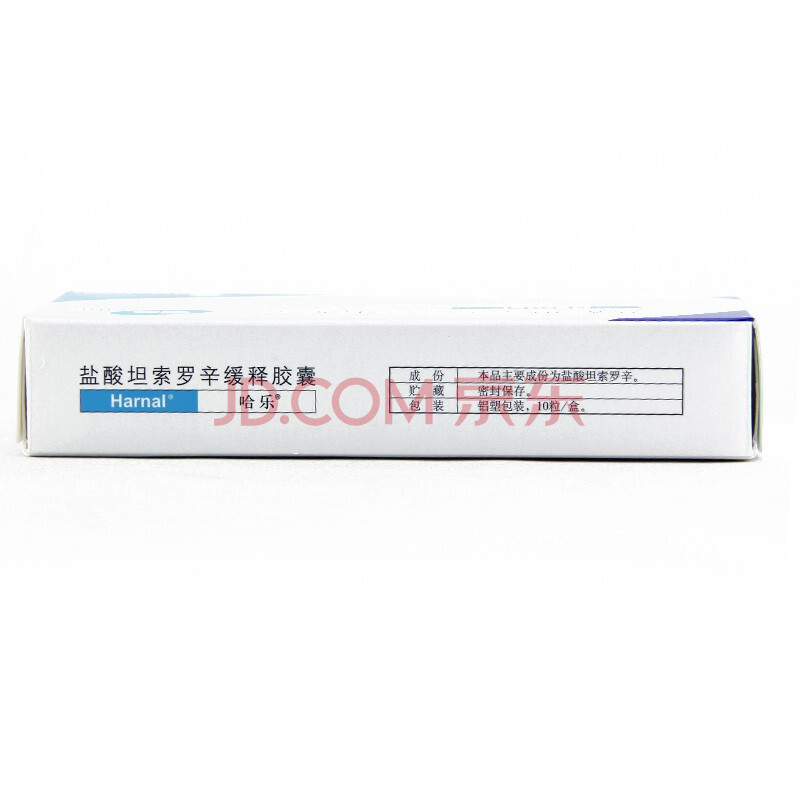 盐酸坦索罗辛缓释胶囊
Harnal® 哈乐®
成 份 本品主要成份为盐酸坦索罗辛。
贮 藏 密封保存。
包 装 铝塑包装，10粒/盒。
JD.COM 京东